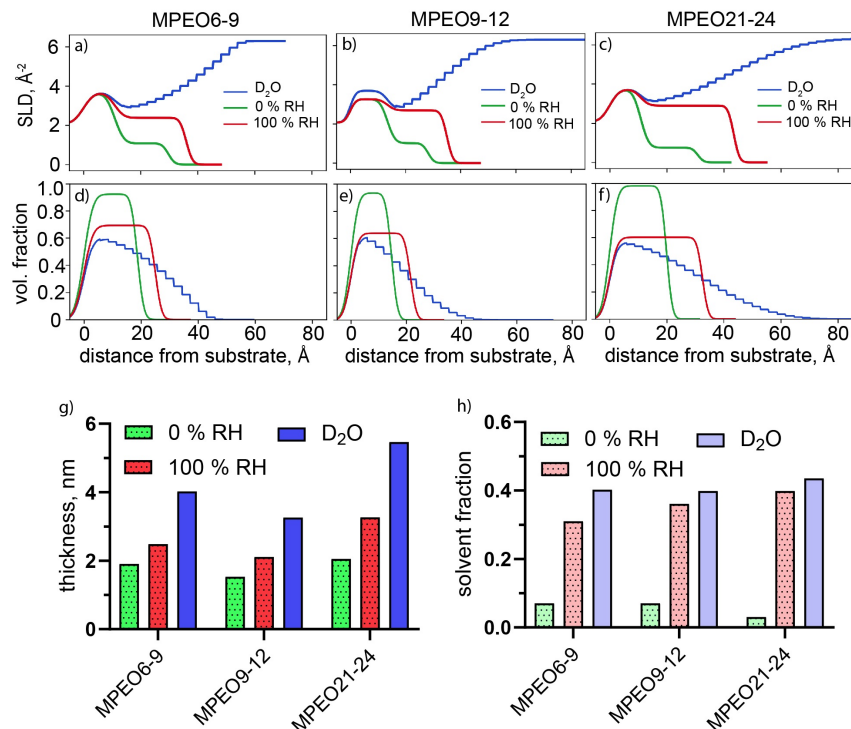 MPEO6-9 MPEO9-12 MPEO21-24
a) b) c)
SLD, Å-2
6
4
2
0
D2O
0 % RH
100 % RH
D2O
0 % RH
100 % RH
D2O
0 % RH
100 % RH
d) e) f)
vol. fraction
1.0
0.8
0.6
0.4
0.2
0
0 20 40 60 80
0 20 40 60 80
0 20 40 60 80
distance from substrate, Å
distance from substrate, Å
distance from substrate, Å
g)
0 % RH D2O
100 % RH
thickness, nm
6
4
2
0
MPEO6-9
MPEO9-12
MPEO21-24
h)
0 % RH D2O
100 % RH
solvent fraction
0.6
0.4
0.2
0.0
MPEO6-9
MPEO9-12
MPEO21-24